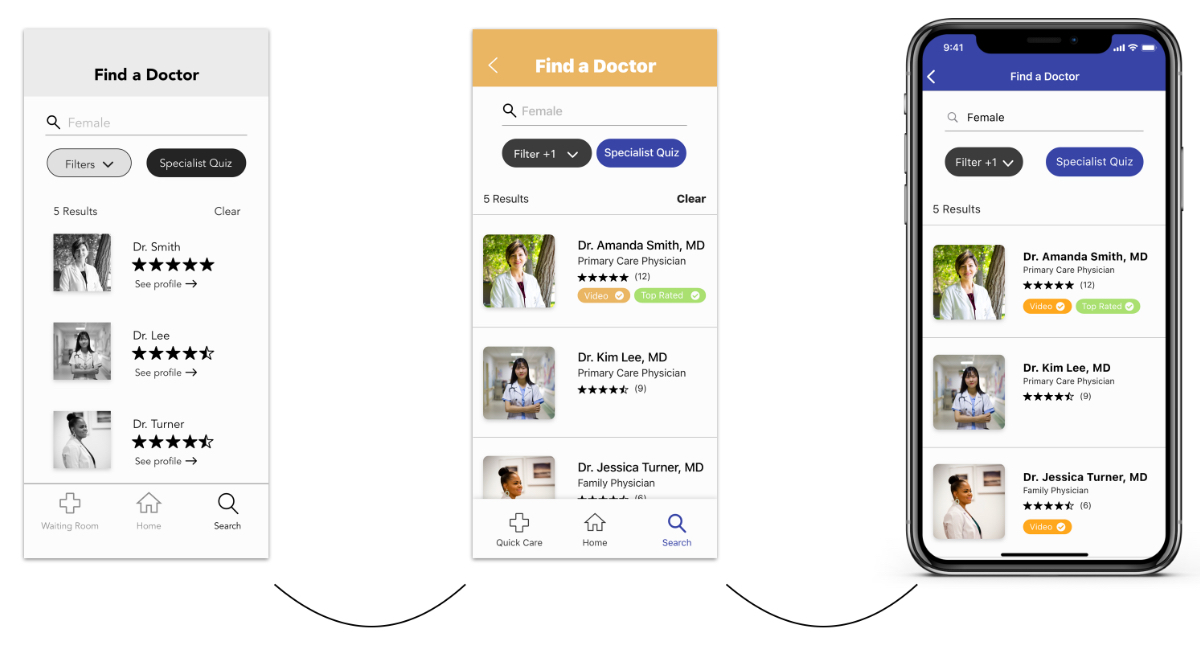 Find a Doctor
Female
Filters
Specialist Quiz
5 Results
Clear
Dr. Smith
See profile
Dr. Lee
See profile
Dr. Turner
See profile
Waiting Room
Home
Search
Find a Doctor
Female
Filter +1
Specialist Quiz
5 Results
Clear
Dr. Amanda Smith, MD
Primary Care Physician
(12)
Video
Top Rated
Dr. Kim Lee, MD
Primary Care Physician
(9)
Dr. Jessica Turner, MD
Family Physician
(6)
Quick Care
Home
Search
9:41
Find a Doctor
Female
Filter +1
Specialist Quiz
5 Results
Dr. Amanda Smith, MD
Primary Care Physician
(12)
Video
Top Rated
Dr. Kim Lee, MD
Primary Care Physician
(9)
Dr. Jessica Turner, MD
Family Physician
(6)
Video